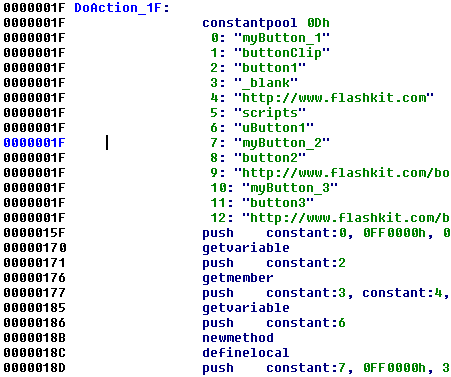 0000001F DoAction_1F:
0000001F constantpool 0Dh
0000001F 0: "myButton_1"
0000001F 1: "buttonClip"
0000001F 2: "button1"
0000001F 3: "_blank"
0000001F 4: "http://www.flashkit.com"
0000001F 5: "scripts"
0000001F 6: "uButton1"
0000001F 7: "myButton_2"
0000001F 8: "button2"
0000001F 9: "http://www.flashkit.com/bo
0000001F 10: "myButton_3"
0000001F 11: "button3"
0000001F 12: "http://www.flashkit.com/b
0000015F push constant:0, 0FF0000h, 0
00000170 getvariable
00000171 push constant:2
00000176 getmember
00000177 push constant:3, constant:4,
00000185 getvariable
00000186 push constant:6
0000018B newmethod
0000018C definelocal
0000018D push constant:7, 0FF0000h, 3